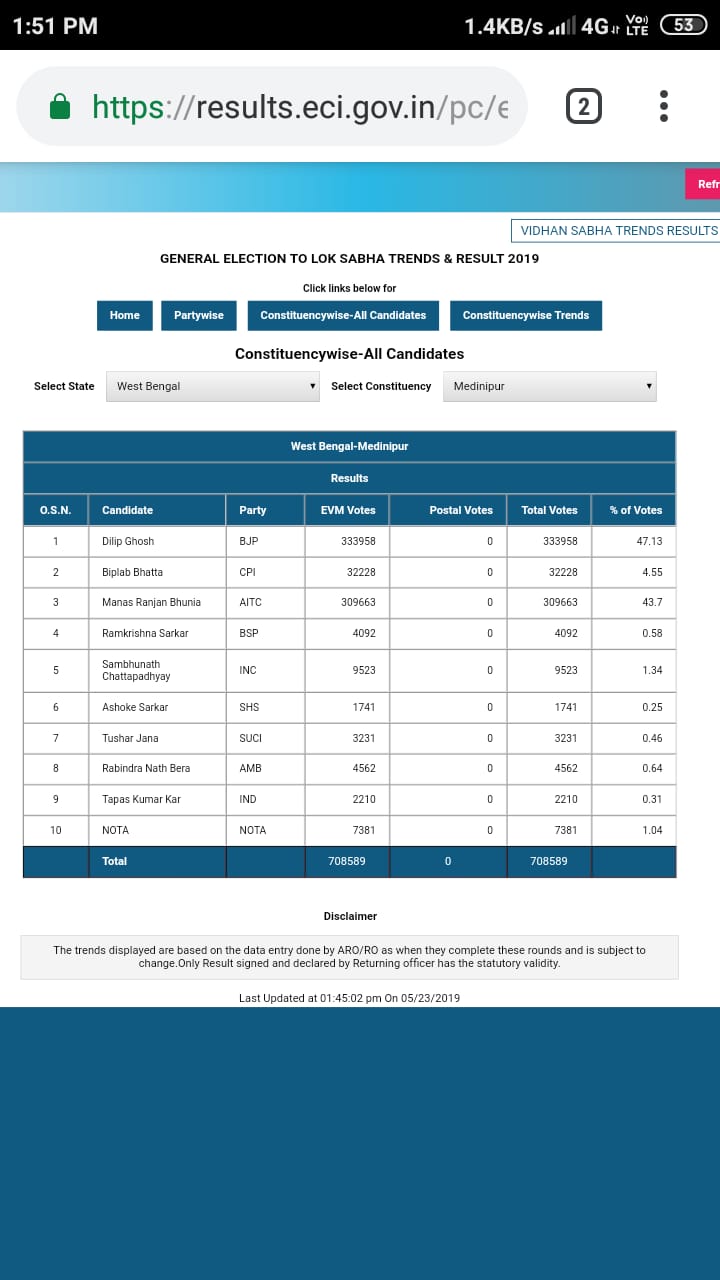 1:51 PM 1.4KB/s 4G Vo) LTE 53
https://results.eci.gov.in/pc/e 2
Refr
VIDHAN SABHA TRENDS RESULTS
GENERAL ELECTION TO LOK SABHA TRENDS & RESULT 2019
Click links below for
Home Partywise Constituencywise-All Candidates Constituencywise Trends
Constituencywise-All Candidates
Select State West Bengal Select Constituency Medinipur
West Bengal-Medinipur
Results
O.S.N. Candidate Party EVM Votes Postal Votes Total Votes % of Votes
1 Dilip Ghosh BJP 333958 0 333958 47.13
2 Biplab Bhatta CPI 32228 0 32228 4.55
3 Manas Ranjan Bhunia AITC 309663 0 309663 43.7
4 Ramkrishna Sarkar BSP 4092 0 4092 0.58
5 Sambhunath Chattapadhyay INC 9523 0 9523 1.34
6 Ashoke Sarkar SHS 1741 0 1741 0.25
7 Tushar Jana SUCI 3231 0 3231 0.46
8 Rabindra Nath Bera AMB 4562 0 4562 0.64
9 Tapas Kumar Kar IND 2210 0 2210 0.31
10 NOTA NOTA 7381 0 7381 1.04
Total 708589 0 708589
Disclaimer
The trends displayed are based on the data entry done by ARO/RO as when they complete these rounds and is subject to
change.Only Result signed and declared by Returning officer has the statutory validity.
Last Updated at 01:45:02 pm On 05/23/2019